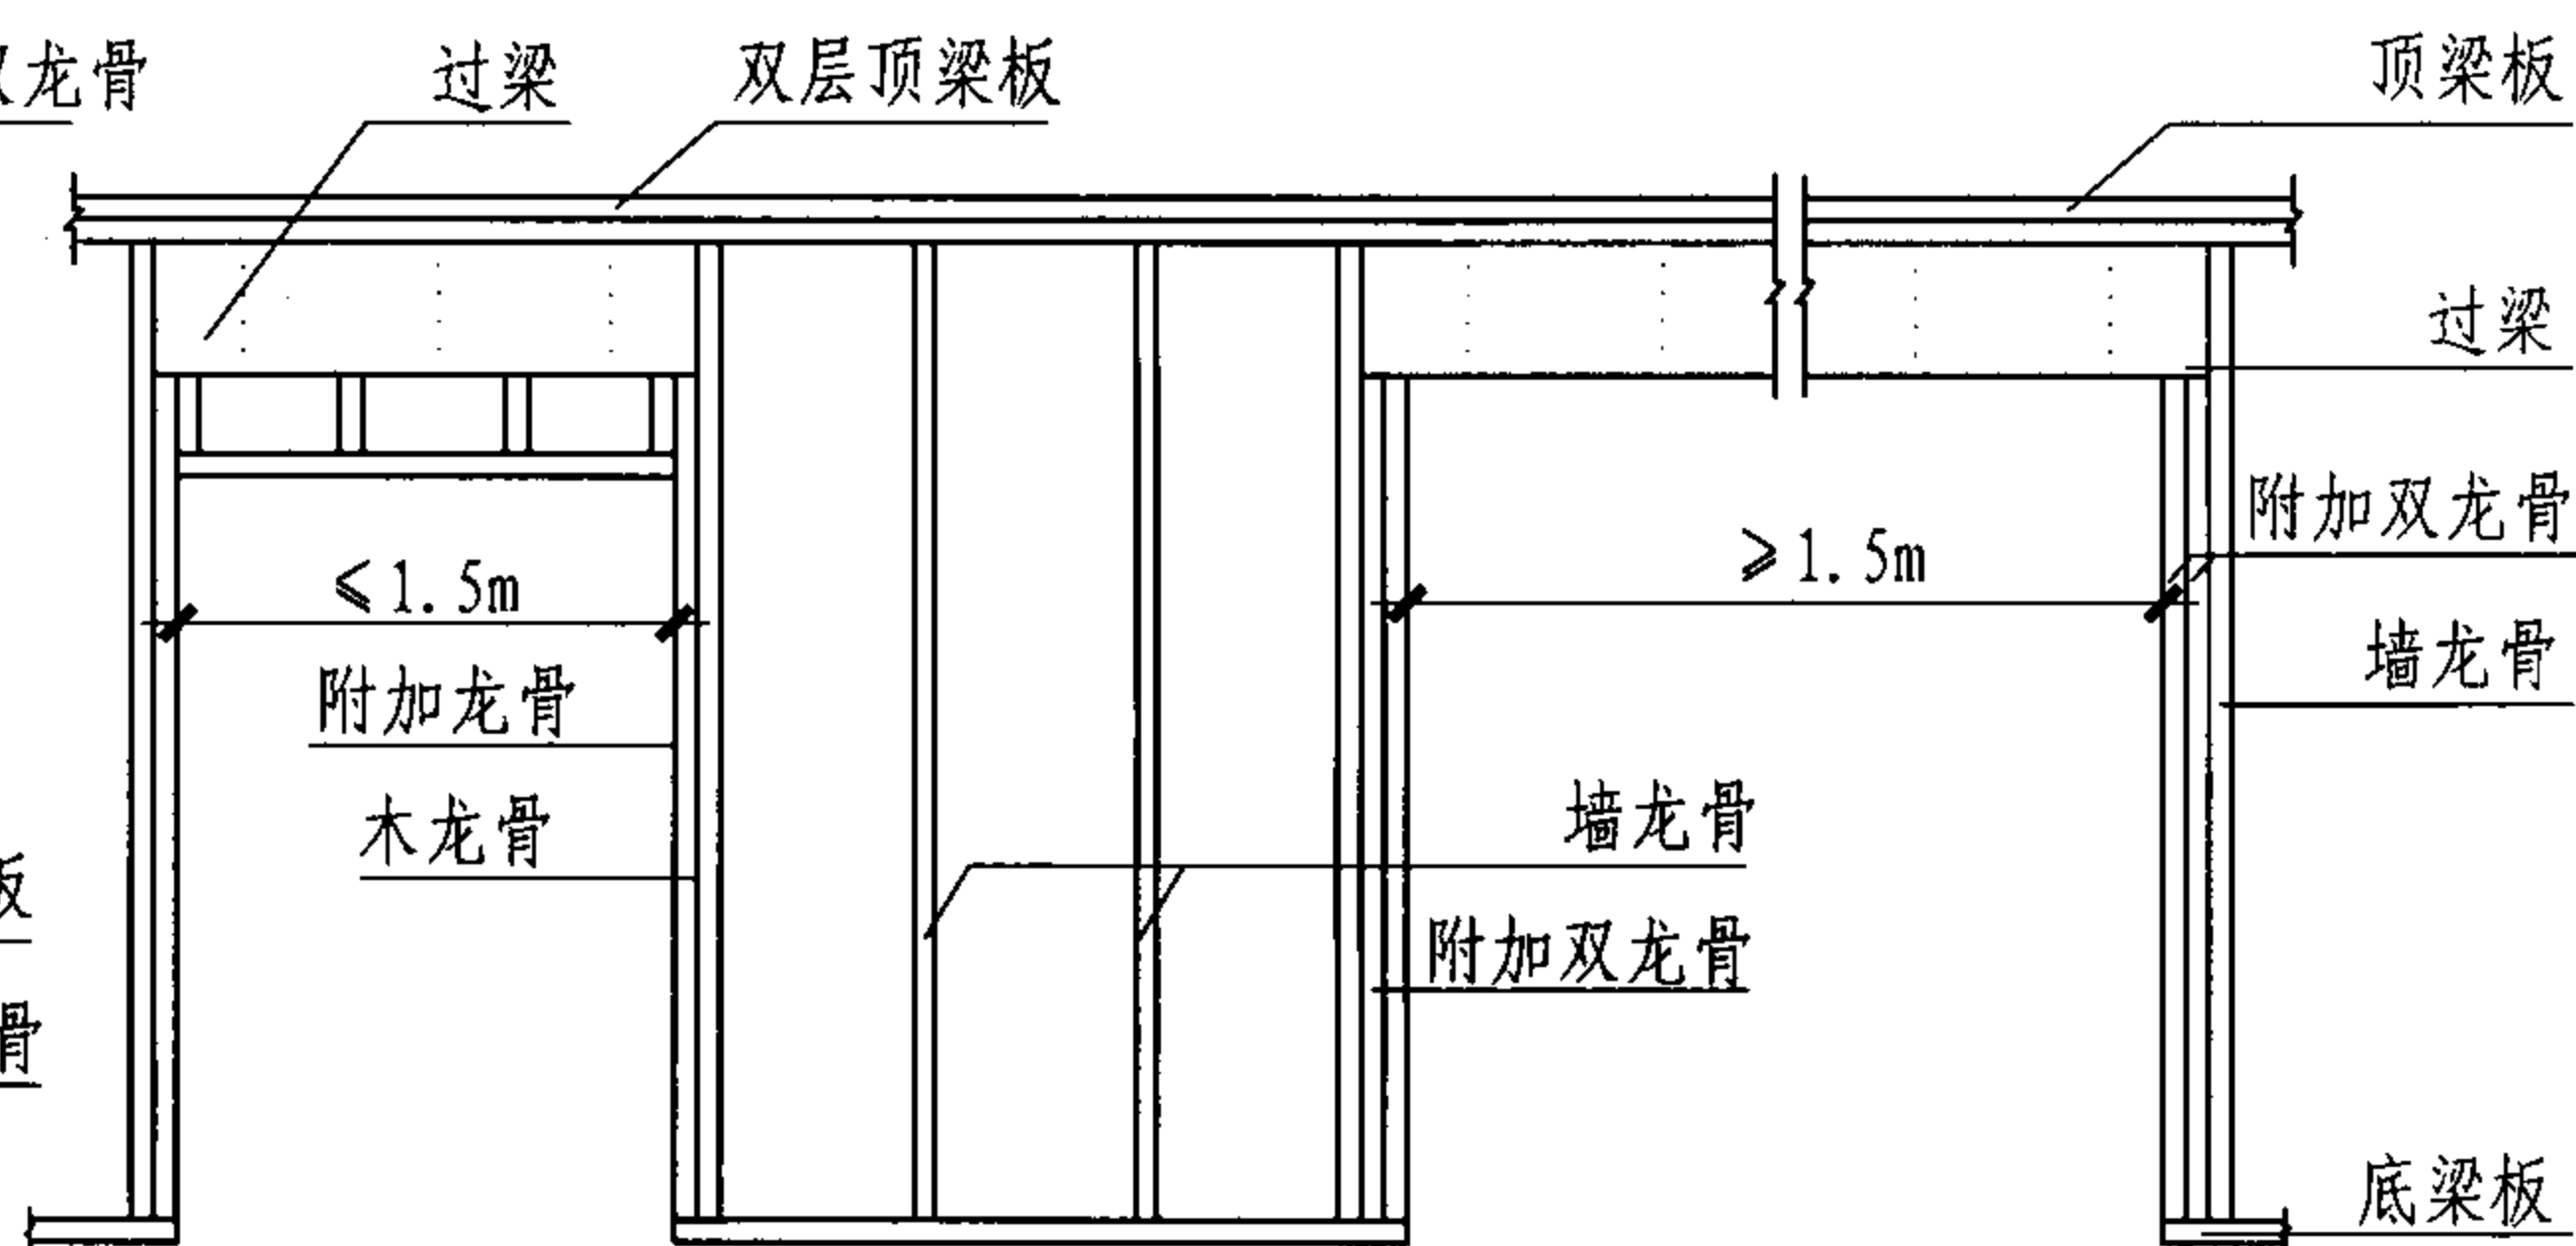 龙骨
过梁
双层顶梁板
顶梁板
过梁
附加双龙骨
≤1.5m
≥1.5m
墙龙骨
附加龙骨
木龙骨
墙龙骨
附加双龙骨
板
骨
底梁板